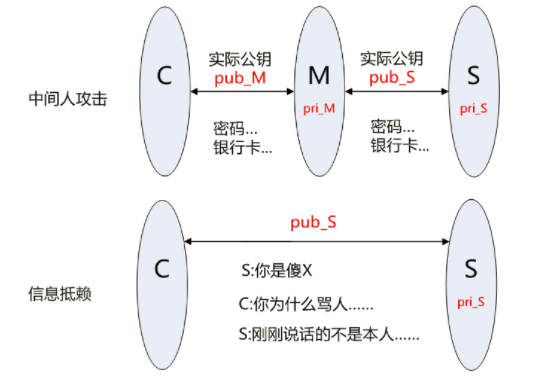 实际公钥
实际公钥
C
pub_M
M
pub_S
S
中间人攻击
pri_M
pri_S
密码...
密码...
银行卡...
银行卡...
pub_S
C
S:你是傻X
S
信息抵赖
C:你为什么骂人......
pri_S
S:刚刚说话的不是本人......